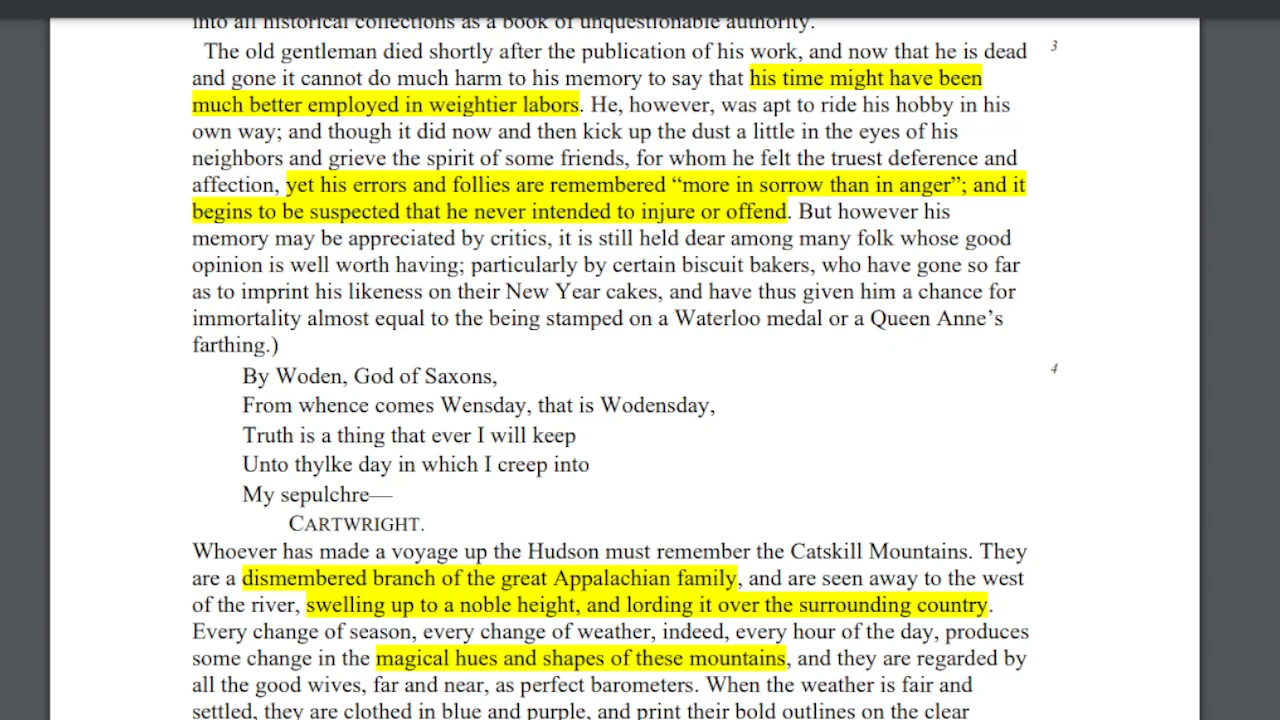 into all historical collections as a book of unquestionable authority.
The old gentleman died shortly after the publication of his work, and now that he is dead 3
and gone it cannot do much harm to his memory to say that his time might have been
much better employed in weightier labors. He, however, was apt to ride his hobby in his
own way; and though it did now and then kick up the dust a little in the eyes of his
neighbors and grieve the spirit of some friends, for whom he felt the truest deference and
affection, yet his errors and follies are remembered “more in sorrow than in anger”; and it
begins to be suspected that he never intended to injure or offend. But however his
memory may be appreciated by critics, it is still held dear among many folk whose good
opinion is well worth having; particularly by certain biscuit bakers, who have gone so far
as to imprint his likeness on their New Year cakes, and have thus given him a chance for
immortality almost equal to the being stamped on a Waterloo medal or a Queen Anne’s
farthing.)
By Woden, God of Saxons, 4
From whence comes Wensday, that is Wodensday,
Truth is a thing that ever I will keep
Unto thylke day in which I creep into
My sepulchre—
CARTWRIGHT.
Whoever has made a voyage up the Hudson must remember the Catskill Mountains. They
are a dismembered branch of the great Appalachian family, and are seen away to the west
of the river, swelling up to a noble height, and lording it over the surrounding country.
Every change of season, every change of weather, indeed, every hour of the day, produces
some change in the magical hues and shapes of these mountains, and they are regarded by
all the good wives, far and near, as perfect barometers. When the weather is fair and
settled, they are clothed in blue and purple, and print their bold outlines on the clear